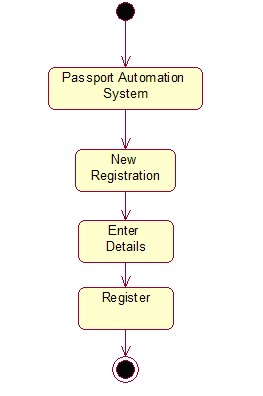 Passport Automation
System
New
Registration
Enter
Details
Register